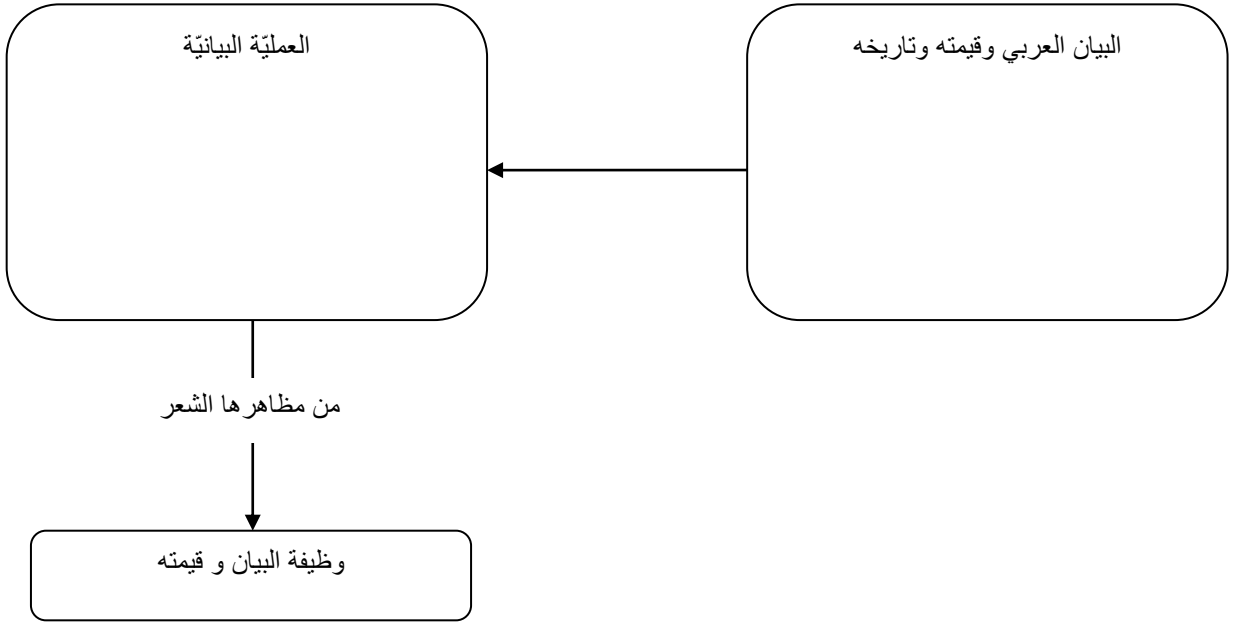 البيان العربي وقيمته وتاريخه
العمليّة البيانيّة
من مظاهرها الشعر
وظيفة البيان و قيمته